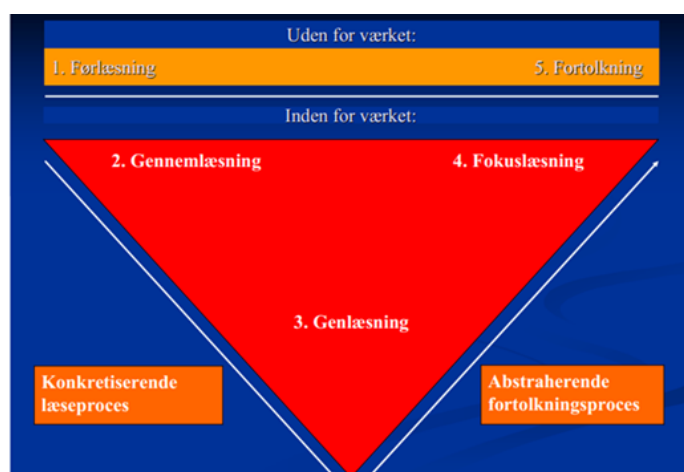 Uden for værket:
1. Førlæsning
5. Fortolkning
Inden for værket:
2. Gennemlæsning
4. Fokuslæsning
3. Genlæsning
Konkretiserende
læseproces
Abstraherende
fortolkningsproces